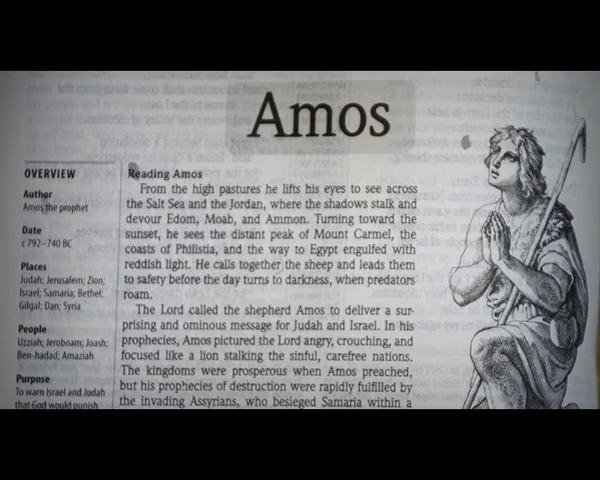 Amos
OVERVIEW
Author
Amos the prophet
Date
c 792–740 BC
Places
Judah; Jerusalem; Zion;
Israel; Samaria; Bethel;
Gilgal; Dan; Syria
People
Uzziah; Jeroboam; Joash;
Ben-hadad; Amaziah
Purpose
To warn Israel and Judah
that God would punish
Reading Amos
From the high pastures he lifts his eyes to see across
the Salt Sea and the Jordan, where the shadows stalk and
devour Edom, Moab, and Ammon. Turning toward the
sunset, he sees the distant peak of Mount Carmel, the
coasts of Philistia, and the way to Egypt engulfed with
reddish light. He calls together the sheep and leads them
to safety before the day turns to darkness, when predators
roam.
The Lord called the shepherd Amos to deliver a sur-
prising and ominous message for Judah and Israel. In his
prophecies, Amos pictured the Lord angry, crouching, and
focused like a lion stalking the sinful, carefree nations.
The kingdoms were prosperous when Amos preached,
but his prophecies of destruction were rapidly fulfilled by
the invading Assyrians, who besieged Samaria within a